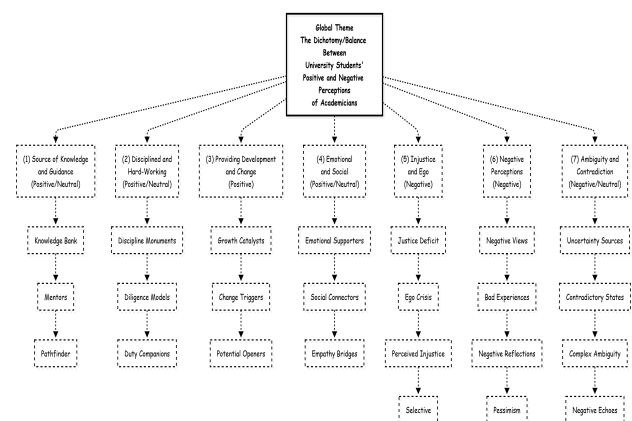 Global Theme
The Dichotomy/Balance
Between
University Students'
Positive and Negative
Perceptions
of Academicians
(1) Source of Knowledge
and Guidance
(Positive/Neutral)
(2) Disciplined and
Hard-Working
(Positive/Neutral)
(3) Providing Development
and Change
(Positive)
(4) Emotional
and Social
(Positive/Neutral)
(5) Injustice
and Ego
(Negative)
(6) Negative
Perceptions
(Negative)
(7) Ambiguity and
Contradiction
(Negative/Neutral)
Knowledge Bank
Discipline Monuments
Growth Catalysts
Emotional Supporters
Justice Deficit
Negative Views
Uncertainty Sources
Mentors
Diligence Models
Change Triggers
Social Connectors
Ego Crisis
Bad Experiences
Contradictory States
Pathfinder
Duty Companions
Potential Openers
Empathy Bridges
Perceived Injustice
Negative Reflections
Complex Ambiguity
Selective
Pessimism
Negative Echoes